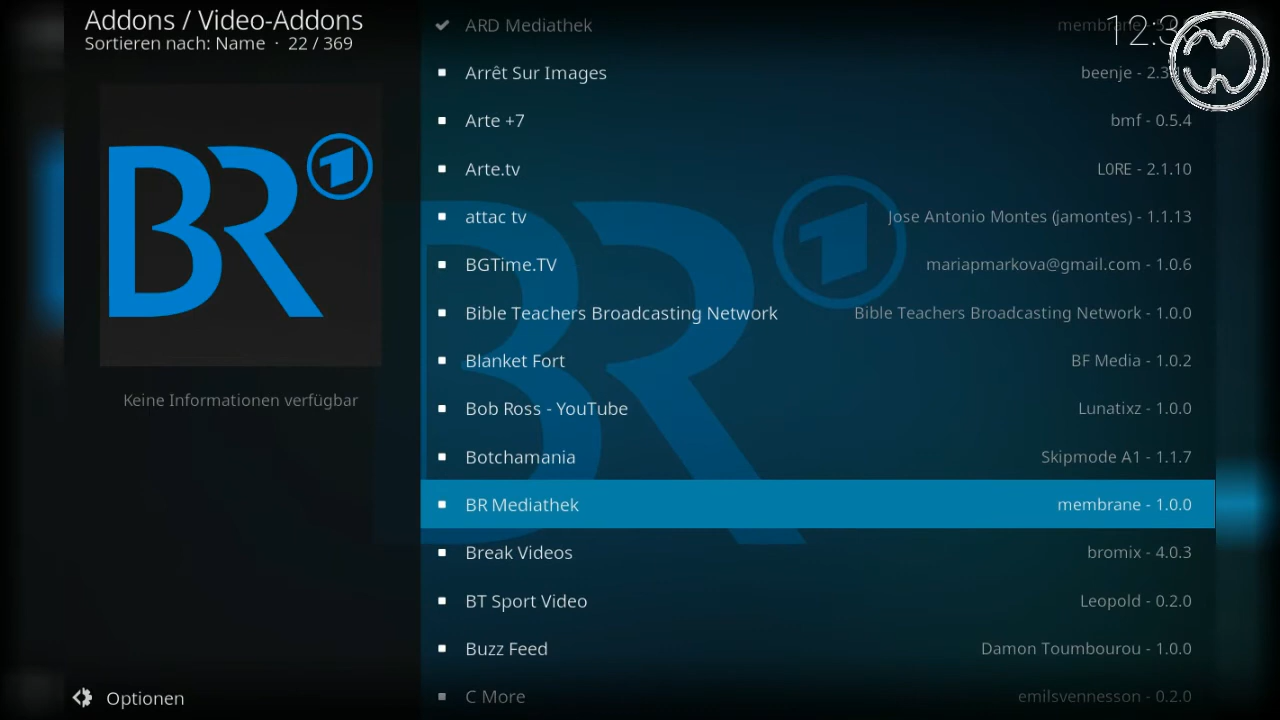 Addons / Video-Addons
Sortieren nach: Name · 22 / 369
12:3
BR
1
Keine Informationen verfügbar
ARD Mediathek membrane
Arrêt Sur Images beenje - 2.3
Arte +7 bmf - 0.5.4
Arte.tv L0RE - 2.1.10
attac tv Jose Antonio Montes (jamontes) - 1.1.13
BGTime.TV mariapmarkova@gmail.com - 1.0.6
Bible Teachers Broadcasting Network Bible Teachers Broadcasting Network - 1.0.0
Blanket Fort BF Media - 1.0.2
Bob Ross - YouTube Lunatixz - 1.0.0
Botchamania Skipmode A1 - 1.1.7
BR Mediathek membrane - 1.0.0
Break Videos bromix - 4.0.3
BT Sport Video Leopold - 0.2.0
Buzz Feed Damon Toumbourou - 1.0.0
C More emilsvennesson - 0.2.0
Optionen